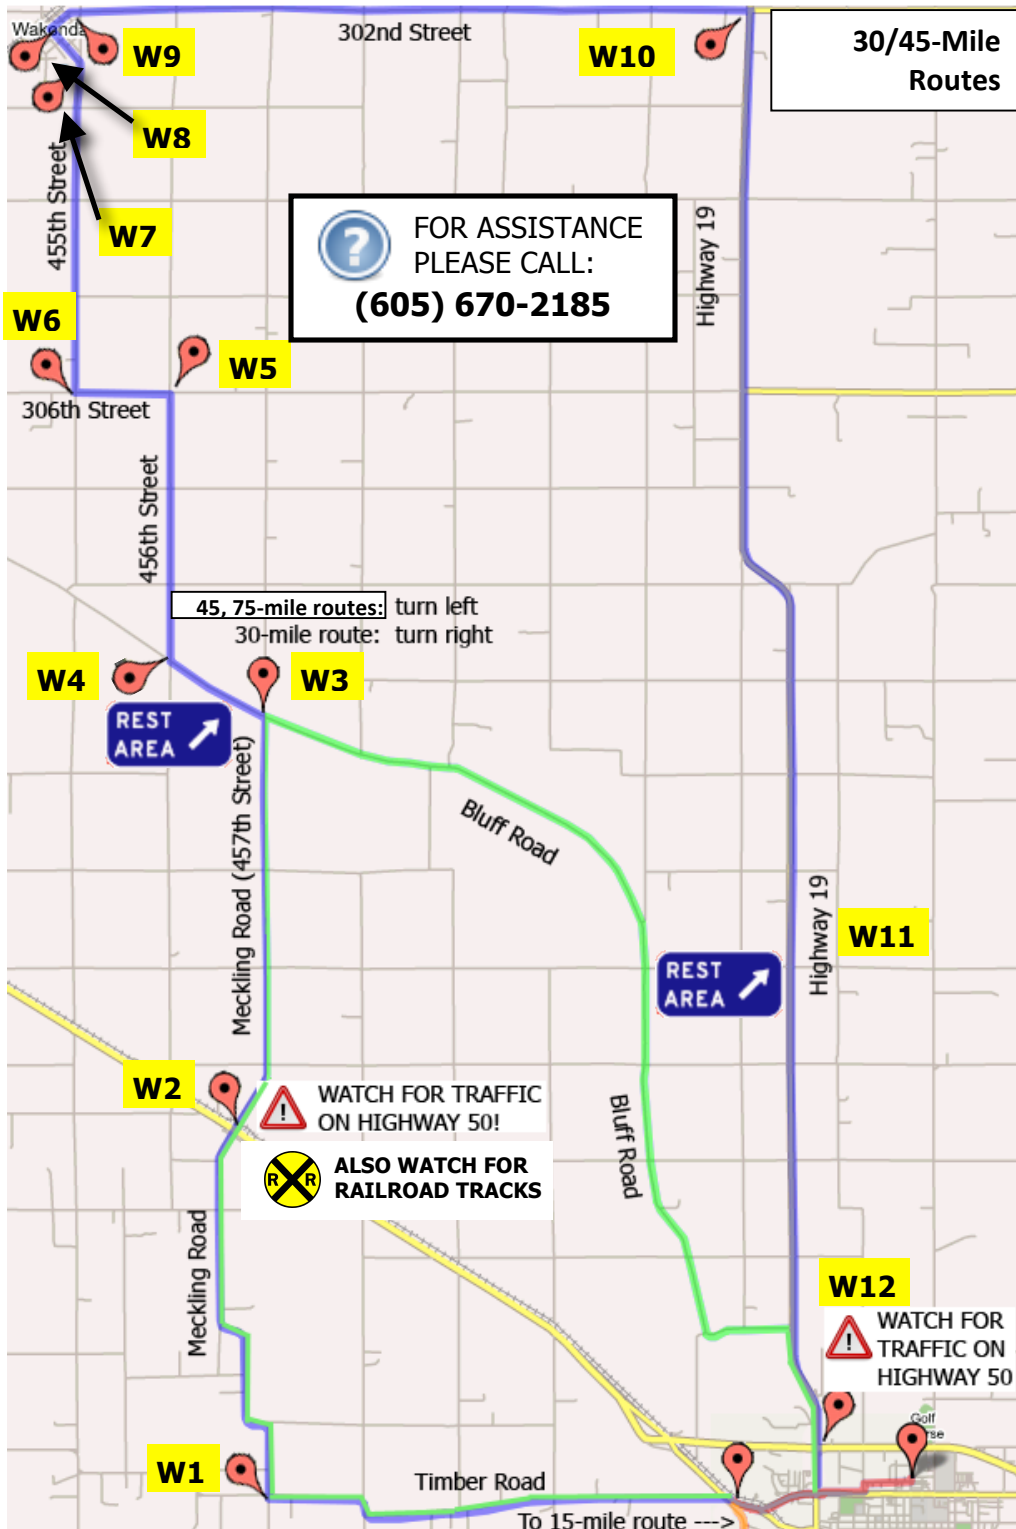 Wakonda
302nd Street
30/45-Mile
Routes
W9
W10
W8
W7
455th Street
FOR ASSISTANCE
PLEASE CALL:
(605) 670-2185
Highway 19
W6
W5
306th Street
456th Street
45, 75-mile routes: turn left
30-mile route: turn right
W4
W3
REST
AREA
Meckling Road (457th Street)
Bluff Road
Highway 19
W11
REST
AREA
W2
WATCH FOR TRAFFIC
ON HIGHWAY 50!
R R
ALSO WATCH FOR
RAILROAD TRACKS
Bluff Road
Meckling Road
W12
WATCH FOR
TRAFFIC ON
HIGHWAY 50
Golf
rse
W1
Timber Road
To 15-mile route --->